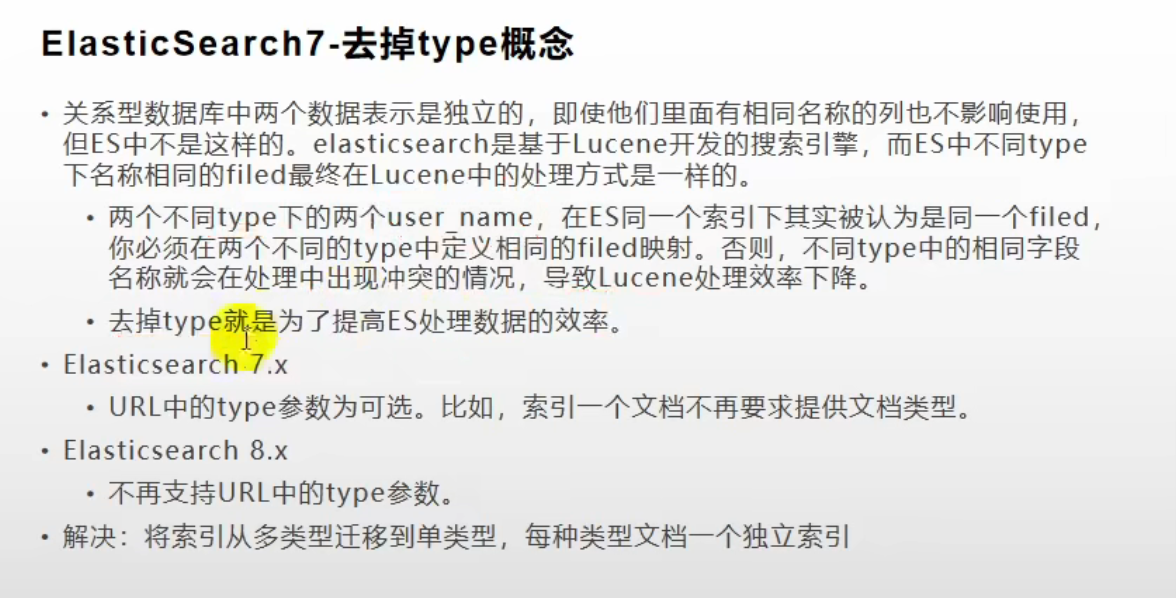 ElasticSearch7-去掉type概念
• 关系型数据库中两个数据表示是独立的，即使他们里面有相同名称的列也不影响使用，
但ES中不是这样的。elasticsearch是基于Lucene开发的搜索引擎，而ES中不同type
下名称相同的filed最终在Lucene中的处理方式是一样的。
• 两个不同type下的两个user_name，在ES同一个索引下其实被认为是同一个filed，
你必须在两个不同的type中定义相同的filed映射。否则，不同type中的相同字段
名称就会在处理中出现冲突的情况，导致Lucene处理效率下降。
• 去掉type就是为了提高ES处理数据的效率。
• Elasticsearch 7.x
• URL中的type参数为可选。比如，索引一个文档不再要求提供文档类型。
• Elasticsearch 8.x
• 不再支持URL中的type参数。
• 解决：将索引从多类型迁移到单类型，每种类型文档一个独立索引